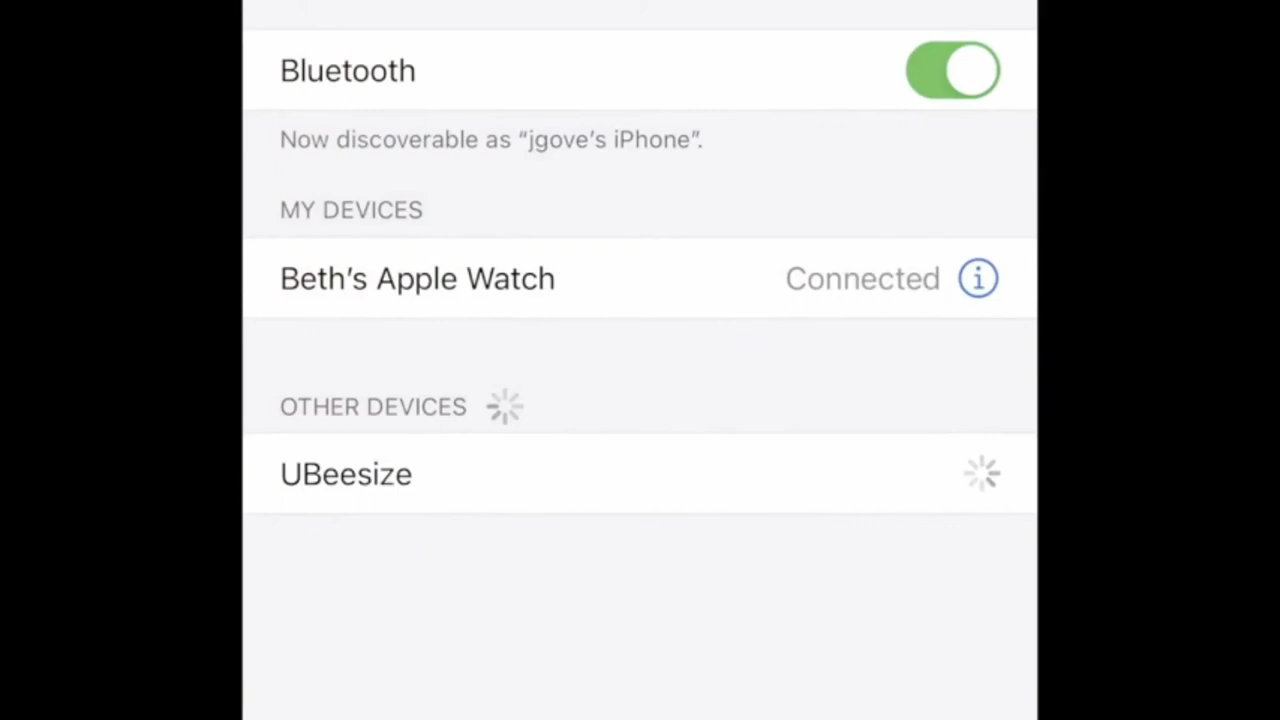 Bluetooth
Now discoverable as “jgove’s iPhone”.
MY DEVICES
Beth’s Apple Watch Connected
OTHER DEVICES
UBeesize